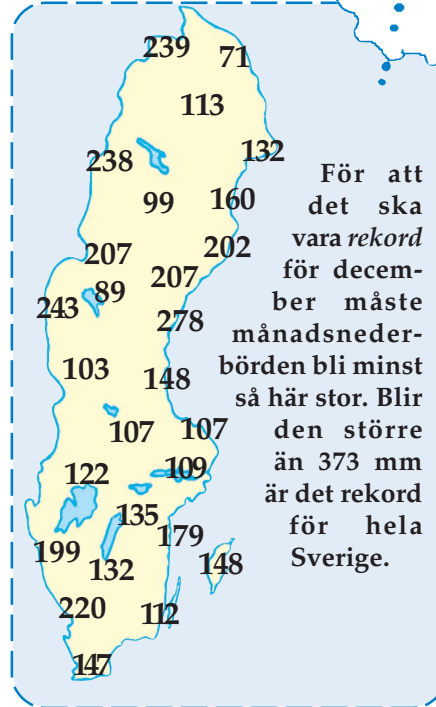 239
71
113
132
238
99
160
207
202
89
207
243
278
103
148
107
107
122
109
135
179
199
132
148
220
112
147
För att
det ska
vara rekord
för decem-
ber måste
månadsneder-
börden bli minst
så här stor. Blir
den större
än 373 mm
är det rekord
för hela
Sverige.